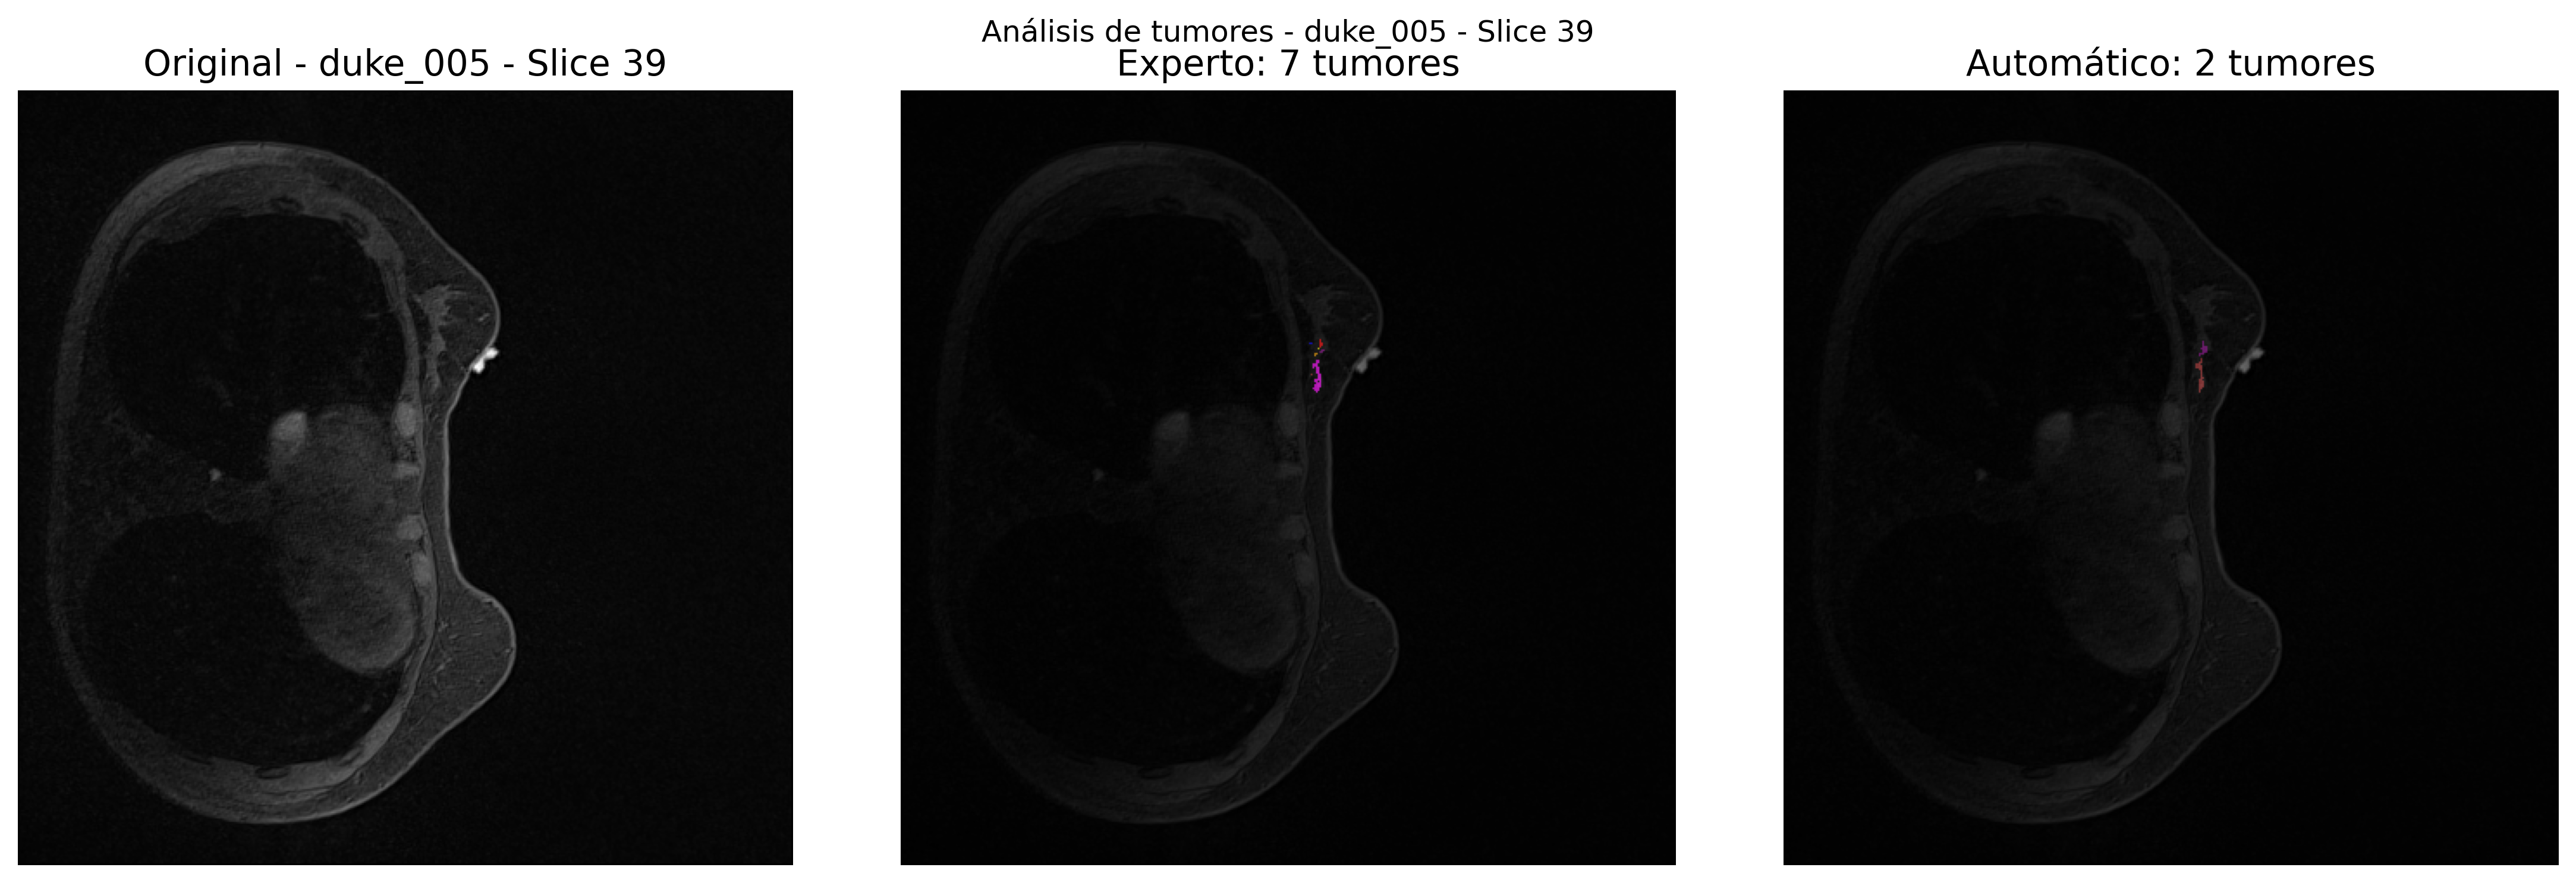 Análisis de tumores - duke_005 - Slice 39
Original - duke_005 - Slice 39
Experto: 7 tumores
Automático: 2 tumores